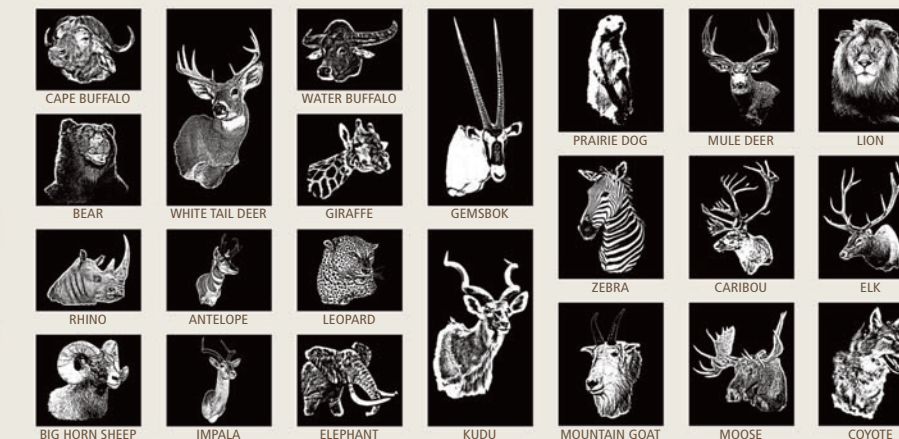 CAPE BUFFALO
WATER BUFFALO
PRAIRIE DOG
MULE DEER
LION
BEAR
WHITE TAIL DEER
GIRAFFE
GEMSBOK
ZEBRA
CARIBOU
ELK
RHINO
ANTELOPE
LEOPARD
BIG HORN SHEEP
IMPALA
ELEPHANT
KUDU
MOUNTAIN GOAT
MOOSE
COYOTE